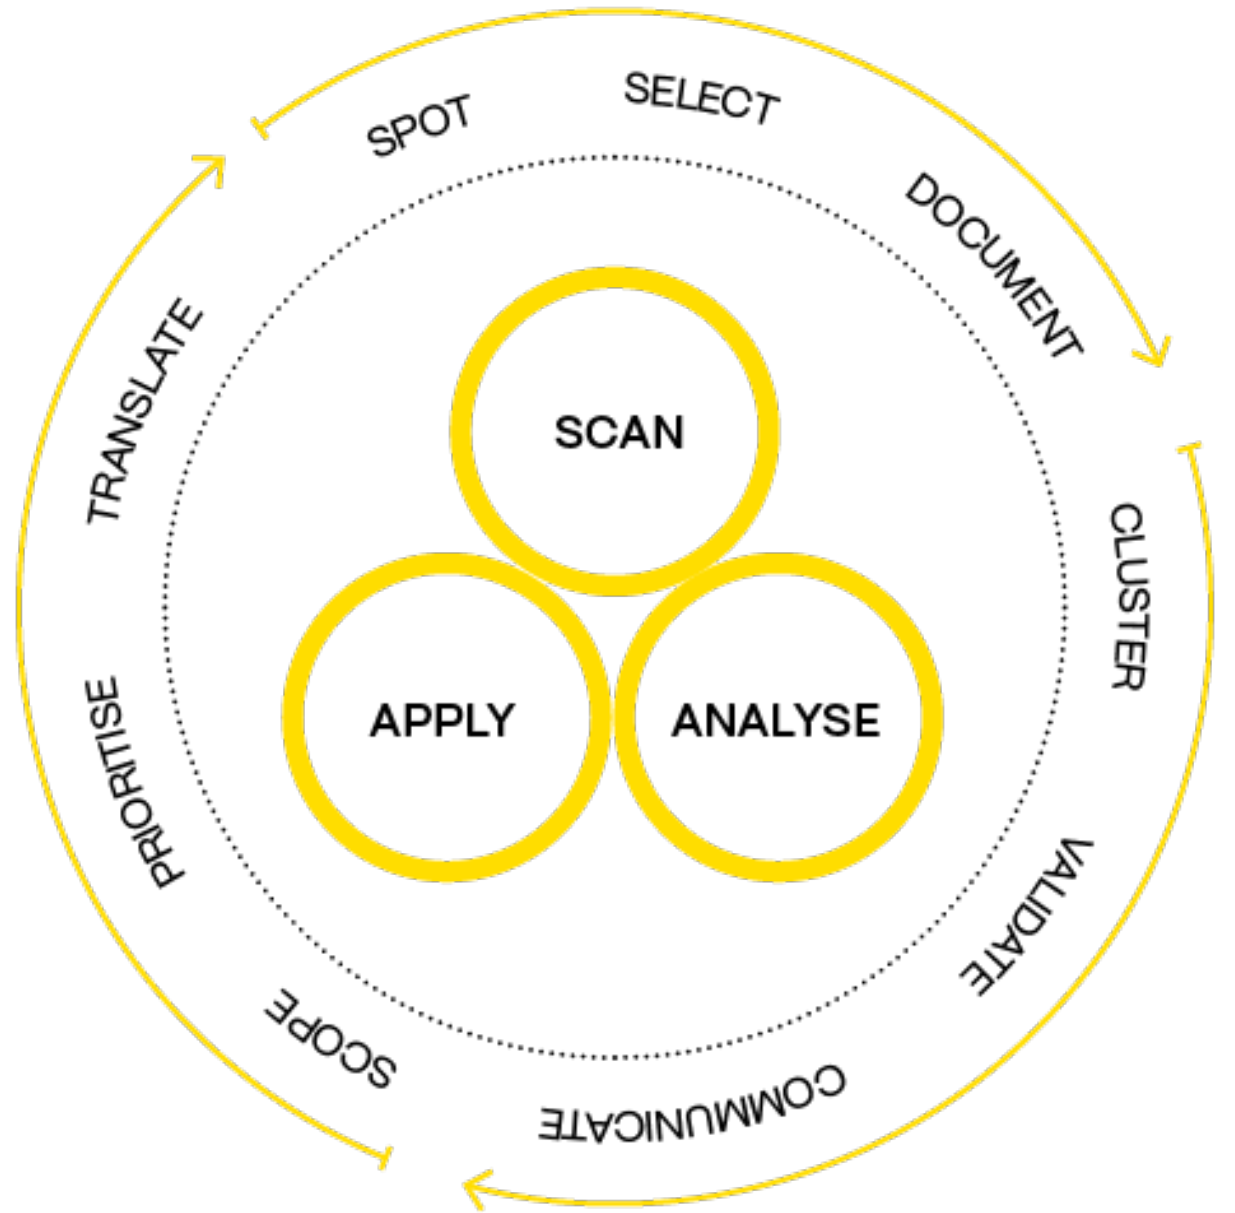 SPOT
SELECT
DOCUMENT
CLUSTER
VALIDATE
COMMUNICATE
SCOPE
PRIORITISE
TRANSLATE
SCAN
APPLY
ANALYSE